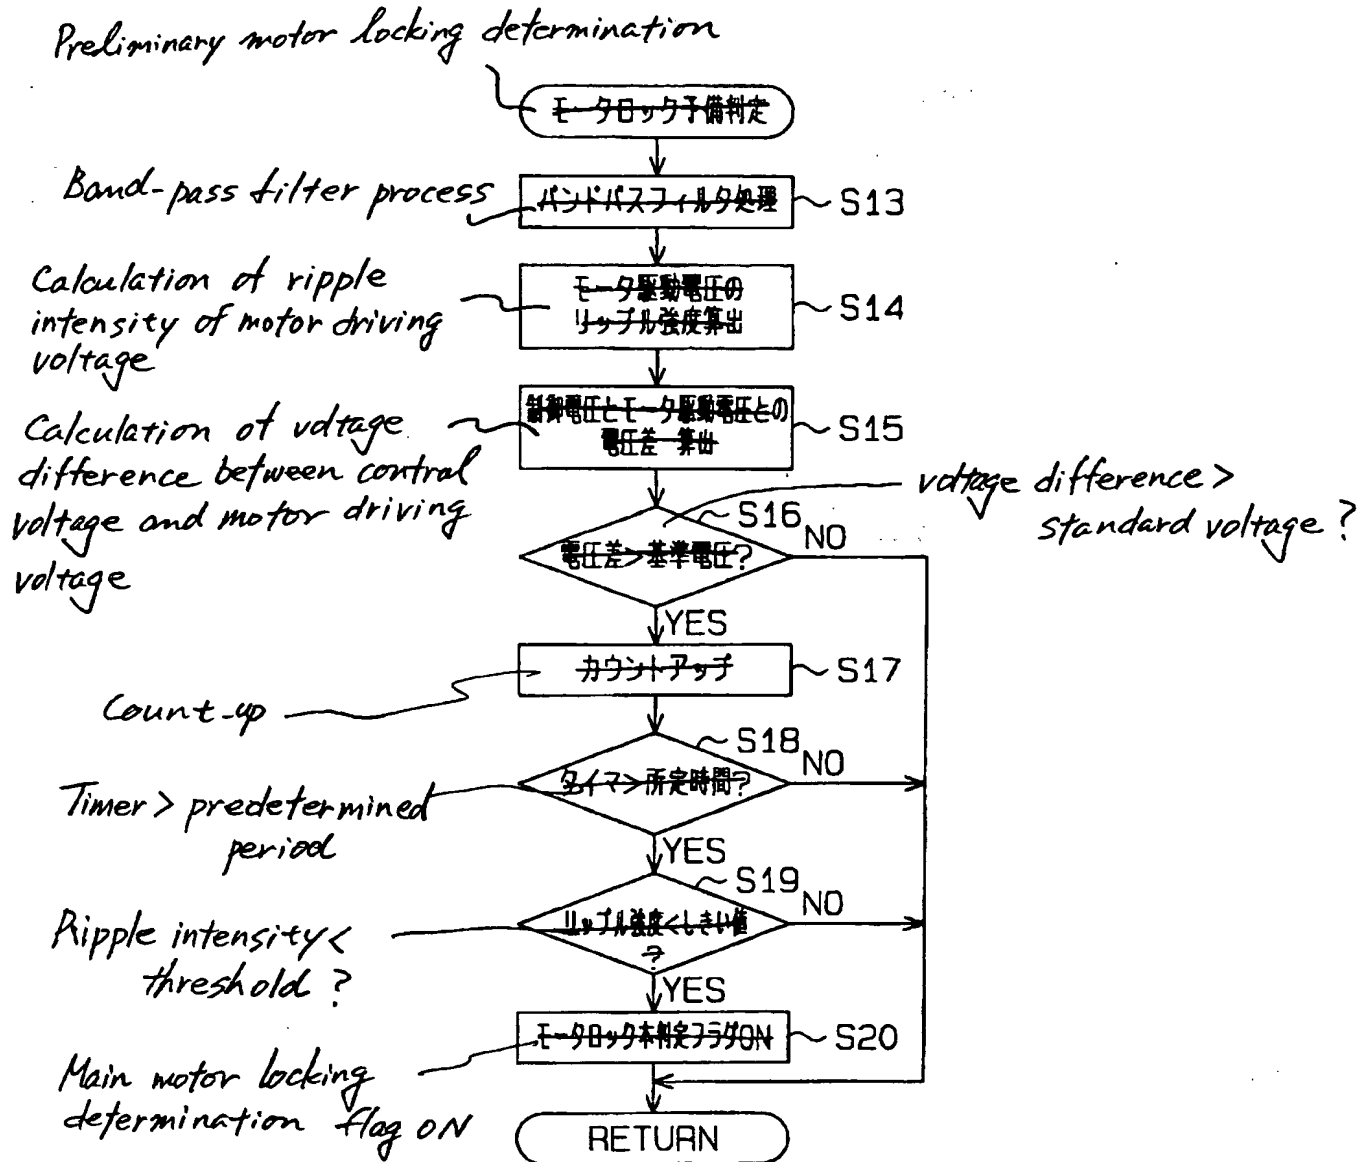 Preliminary motor locking determination
モータロック予備判定
Band-pass filter process
バンドパスフィルタ処理
S13
Calculation of ripple
intensity of motor driving
voltage
モータ駆動電圧の
リップル強度算出
S14
Calculation of voltage
difference between control
voltage and motor driving
voltage
制御電圧とモータ駆動電圧との
電圧差 算出
S15
voltage difference >
standard voltage ?
S16
電圧差>基準電圧?
NO
YES
カウントアップ
S17
Count-up
S18
タイマ>所定時間?
NO
Timer > predetermined
period
YES
S19
リップル強度<しきい値
?
NO
Ripple intensity <
threshold ?
YES
モータロック本判定フラグON
S20
Main motor locking
determination flag ON
RETURN